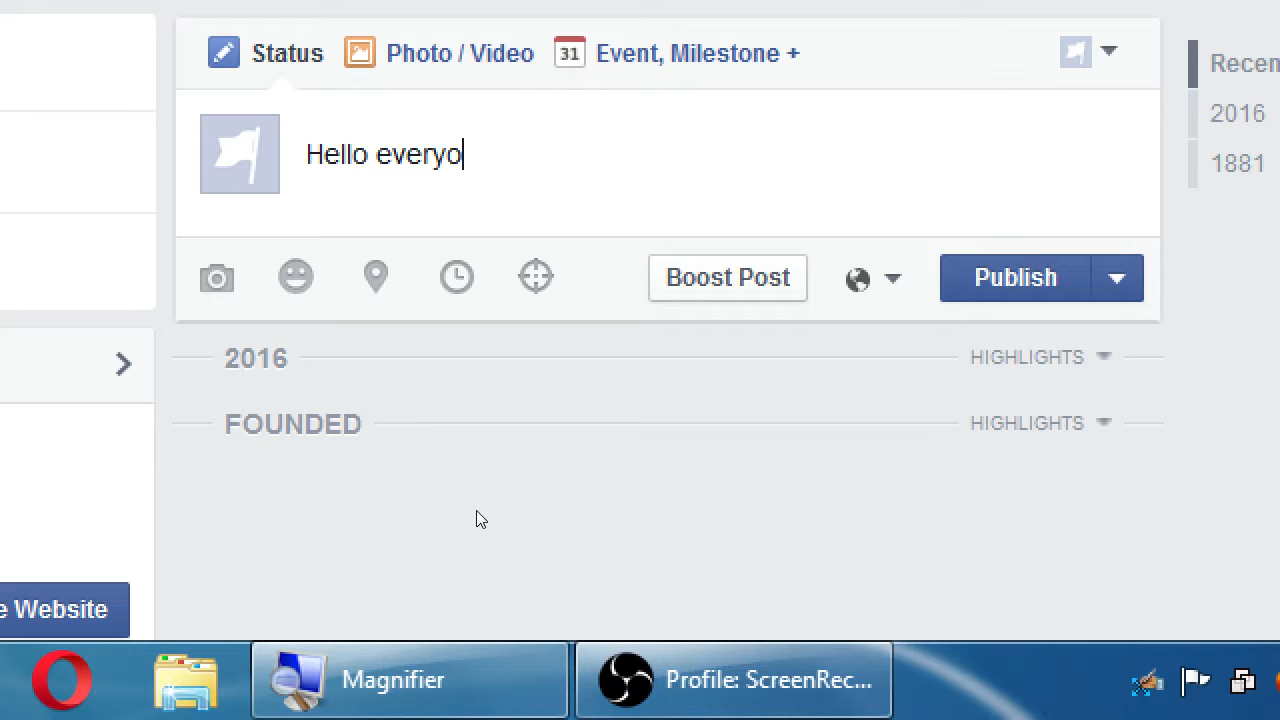 Status Photo / Video 31 Event, Milestone +
Hello everyo
Boost Post Publish
2016 HIGHLIGHTS
FOUNDED HIGHLIGHTS
Recen
2016
1881
e Website
Magnifier Profile: ScreenRec...